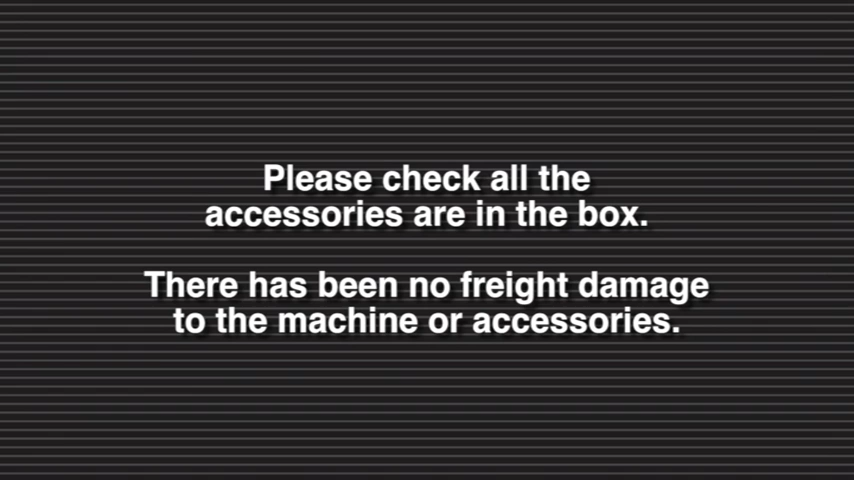 Please check all the
accessories are in the box.
There has been no freight damage
to the machine or accessories.